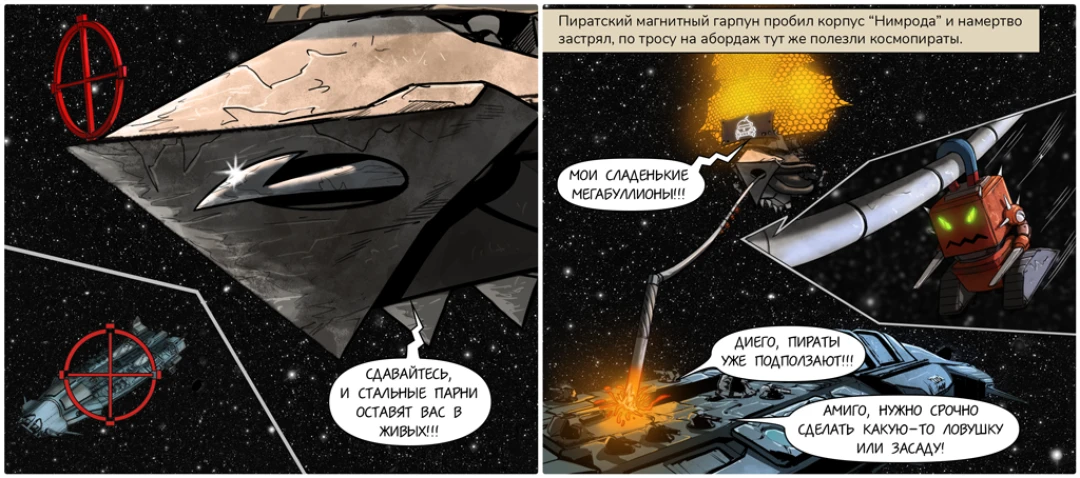 СДАВАЙТЕСЬ,
И СТАЛЬНЫЕ ПАРНИ
ОСТАВЯТ ВАС В
ЖИВЫХ!!!
Пиратский магнитный гарпун пробил корпус “Нимрода” и намертво
застрял, по тросу на абордаж тут же полезли космопираты.
МОИ СЛАДЕНЬКИЕ
МЕГАБУЛЛИОНЫ!!!
ДИЕГО, ПИРАТЫ
УЖЕ ПОДПОЛЗАЮТ!!!
АМИГО, НУЖНО СРОЧНО
СДЕЛАТЬ КАКУЮ-ТО ЛОВУШКУ
ИЛИ ЗАСАДУ!